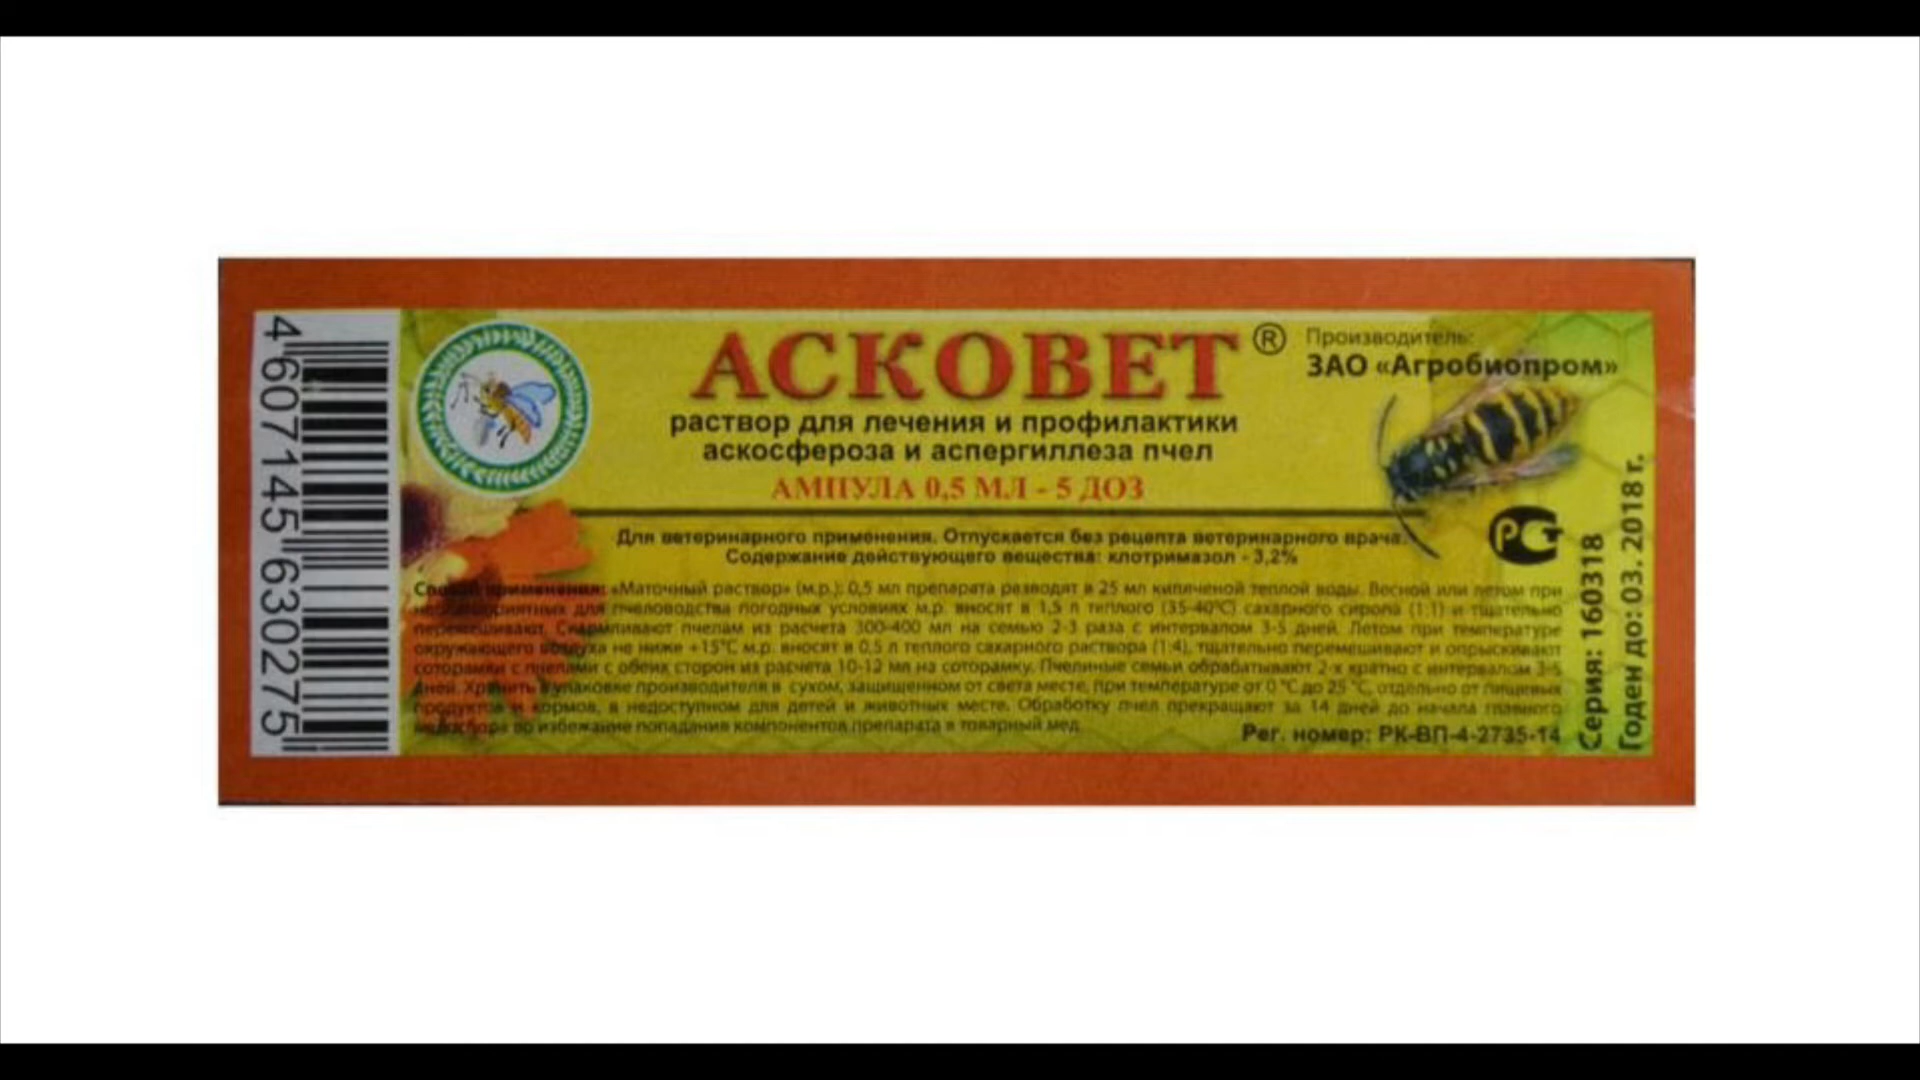 АСКОВЕТ®
раствор для лечения и профилактики
аскосфероза и аспергиллеза пчел
АМПУЛА 0,5 МЛ - 5 ДОЗ
Производитель:
ЗАО «Агробиопром»
Для ветеринарного применения. Отпускается без рецепта ветеринарного врача.
Содержание действующего вещества: клотримазол - 3,2%
Способ применения: «Маточный раствор» (м.р.): 0,5 мл препарата разводят в 25 мл кипяченой теплой воды. Весной или летом при
неблагоприятных для пчеловодства погодных условиях м.р. вносят в 1,5 л теплого (35-40°С) сахарного сиропа (1:1) и тщательно
перемешивают. Скармливают пчелам из расчета 300-400 мл на семью 2-3 раза с интервалом 3-5 дней. Летом при температуре
окружающего воздуха не ниже +15°С м.р. вносят в 0,5 л теплого сахарного раствора (1:4), тщательно перемешивают и опрыскивают
соторамки с пчелами с обеих сторон из расчета 10-12 мл на соторамку. Пчелиные семьи обрабатывают 2-х кратно с интервалом 3-5
дней. Хранить в упаковке производителя в сухом, защищенном от света месте, при температуре от 0 °С до 25 °С, отдельно от пищевых
продуктов и кормов, в недоступном для детей и животных месте. Обработку пчел прекращают за 14 дней до начала главного
медосбора во избежание попадания компонентов препарата в товарный мед.
Рег. номер: РК-ВП-4-2735-14
Серия: 160318
Годен до: 03. 2018 г.
4 607145 630275